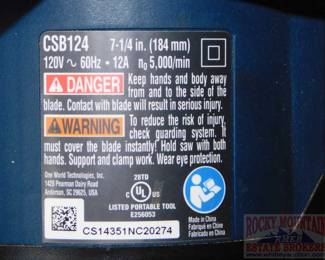 CSB124 7-1/4 in. (184 mm)
120V ~ 60Hz • 12A n₀ 5,000/min
DANGER Keep hands and body away
from and to the side of the
blade. Contact with blade will result in serious injury.
WARNING To reduce the risk of injury,
check guarding system. It
must cover the blade instantly! Hold saw with both
hands. Support and clamp work. Wear eye protection.
One World Technologies, Inc.
1428 Pearman Dairy Road
Anderson, SC 29625, USA
28TD
C UL US
LISTED PORTABLE TOOL
E256053
Made in China
Fabriqué en Chine
Fabricado en China
CS14351NC20274
ROCKY MOUNTAIN
ESTATE BROKERS